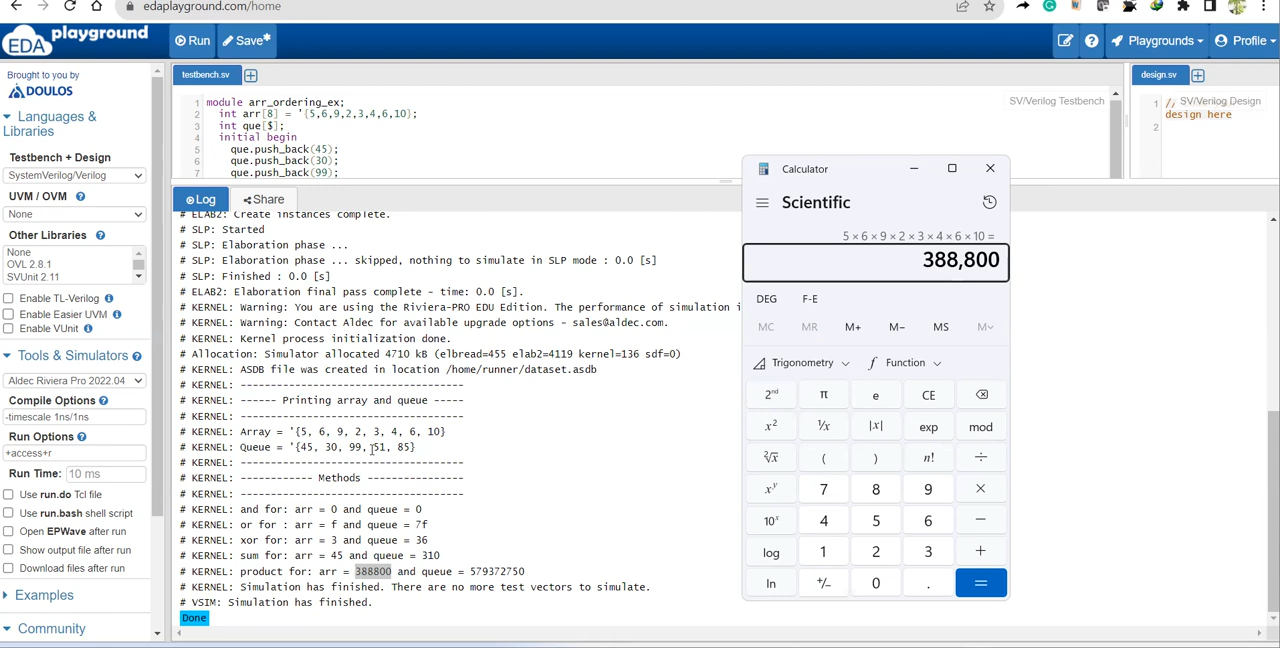 edaplayground.com/home
EDA playground
Run
Save*
Playgrounds
Profile
Brought to you by
DOULOS
Languages & Libraries
Testbench + Design
SystemVerilog/Verilog
UVM / OVM
None
Other Libraries
None
OVL 2.8.1
SVUnit 2.11
Enable TL-Verilog
Enable Easier UVM
Enable VUnit
Tools & Simulators
Aldec Riviera Pro 2022.04
Compile Options
-timescale 1ns/1ns
Run Options
+access+r
Run Time: 10 ms
Use run.do Tcl file
Use run.bash shell script
Open EPWave after run
Show output file after run
Download files after run
Examples
Community
testbench.sv
SV/Verilog Testbench
1 module arr_ordering_ex;
2 int arr[8] = '{5,6,9,2,3,4,6,10};
3 int que[$];
4 initial begin
5 que.push_back(45);
6 que.push_back(30);
7 que.push_back(99);
design.sv
SV/Verilog Design
1 //
design here
2
Log
Share
# ELAB2: Create instances complete.
# SLP: Started
# SLP: Elaboration phase ...
# SLP: Elaboration phase ... skipped, nothing to simulate in SLP mode : 0.0 [s]
# SLP: Finished : 0.0 [s]
# ELAB2: Elaboration final pass complete - time: 0.0 [s].
# KERNEL: Warning: You are using the Riviera-PRO EDU Edition. The performance of simulation i
# KERNEL: Warning: Contact Aldec for available upgrade options - sales@aldec.com.
# KERNEL: Kernel process initialization done.
# Allocation: Simulator allocated 4710 kB (elbread=455 elab2=4119 kernel=136 sdf=0)
# KERNEL: ASDB file was created in location /home/runner/dataset.asdb
# KERNEL: ------------------------------------
# KERNEL: ------ Printing array and queue -----
# KERNEL: ------------------------------------
# KERNEL: Array = '{5, 6, 9, 2, 3, 4, 6, 10}
# KERNEL: Queue = '{45, 30, 99, 51, 85}
# KERNEL: ------------------------------------
# KERNEL: ------------ Methods ---------------
# KERNEL: ------------------------------------
# KERNEL: and for: arr = 0 and queue = 0
# KERNEL: or for : arr = f and queue = 7f
# KERNEL: xor for: arr = 3 and queue = 36
# KERNEL: sum for: arr = 45 and queue = 310
# KERNEL: product for: arr = 388800 and queue = 579372750
# KERNEL: Simulation has finished. There are no more test vectors to simulate.
# VSIM: Simulation has finished.
Done
Calculator
Scientific
5 × 6 × 9 × 2 × 3 × 4 × 6 × 10 =
388,800
DEG F-E
MC MR M+ M− MS M
Trigonometry Function
2nd π e CE
x² ¹/x |x| exp mod
²√x ( ) n! ÷
xʸ 7 8 9 ×
10ˣ 4 5 6 −
log 1 2 3 +
ln +/− 0 . =